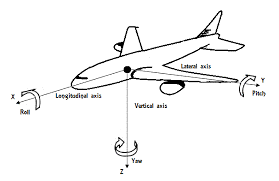 Lateral axis
Y
Pitch
X
Longitudinal axis
Roll
Vertical axis
Yaw
Z